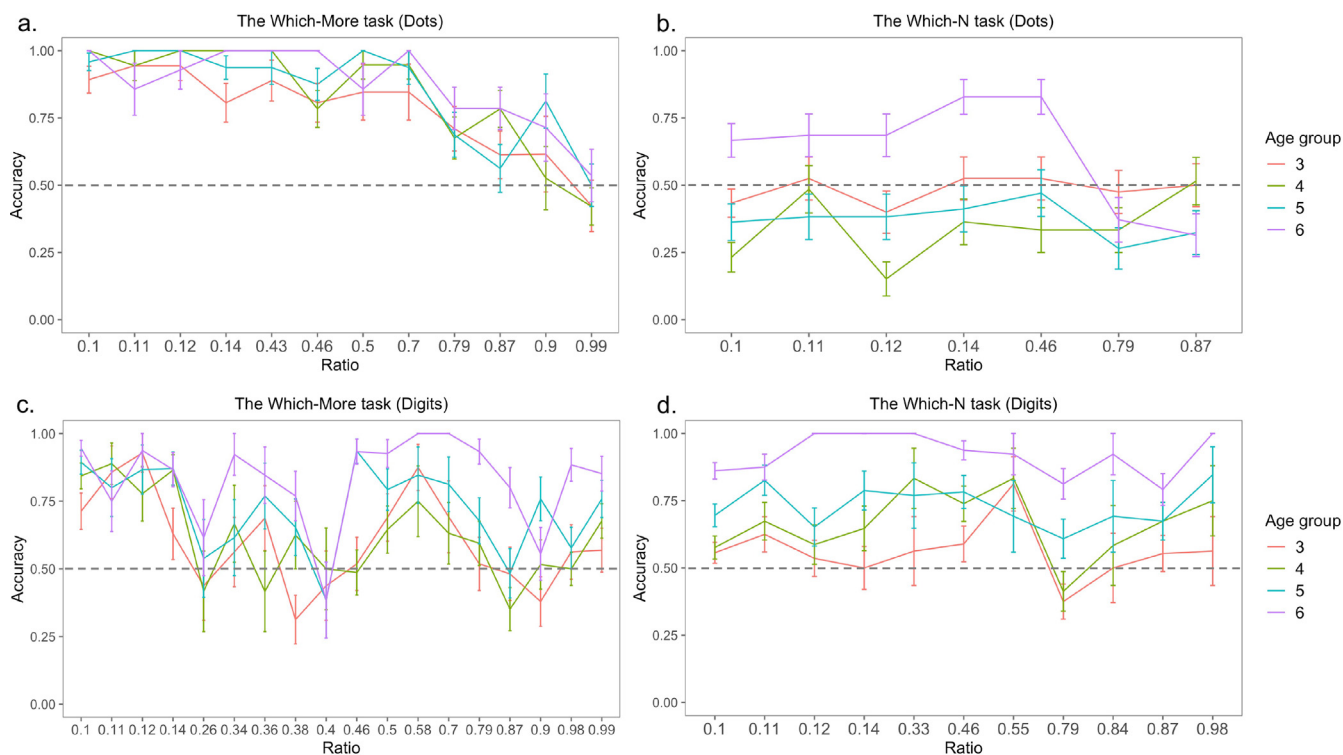 a.
The Which-More task (Dots)
1.00
0.75
0.50
0.25
0.00
Accuracy
0.1 0.11 0.12 0.14 0.43 0.46 0.5 0.7 0.79 0.87 0.9 0.99
Ratio
b.
The Which-N task (Dots)
1.00
0.75
0.50
0.25
0.00
Accuracy
0.1 0.11 0.12 0.14 0.46 0.79 0.87
Ratio
Age group
3
4
5
6
c.
The Which-More task (Digits)
1.00
0.75
0.50
0.25
0.00
Accuracy
0.1 0.11 0.12 0.14 0.26 0.34 0.36 0.38 0.4 0.46 0.58 0.7 0.79 0.87 0.9 0.98 0.99
Ratio
d.
The Which-N task (Digits)
1.00
0.75
0.50
0.25
0.00
Accuracy
0.1 0.11 0.12 0.14 0.33 0.46 0.55 0.79 0.84 0.87 0.98
Ratio
Age group
3
4
5
6